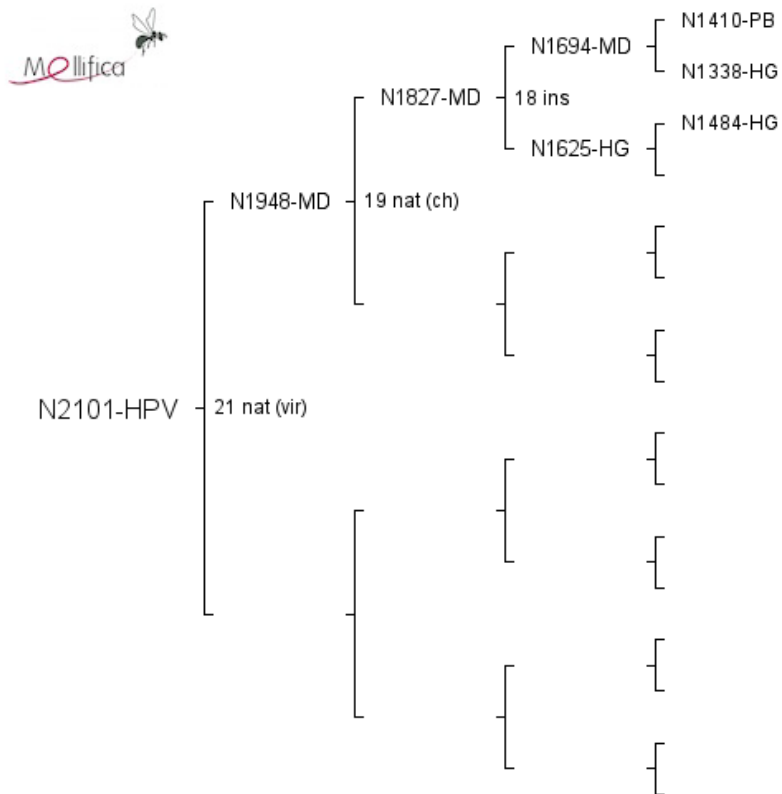 Mellifica
N1410-PB
N1694-MD
N1338-HG
N1827-MD
18 ins
N1484-HG
N1625-HG
N1948-MD
19 nat (ch)
N2101-HPV
21 nat (vir)